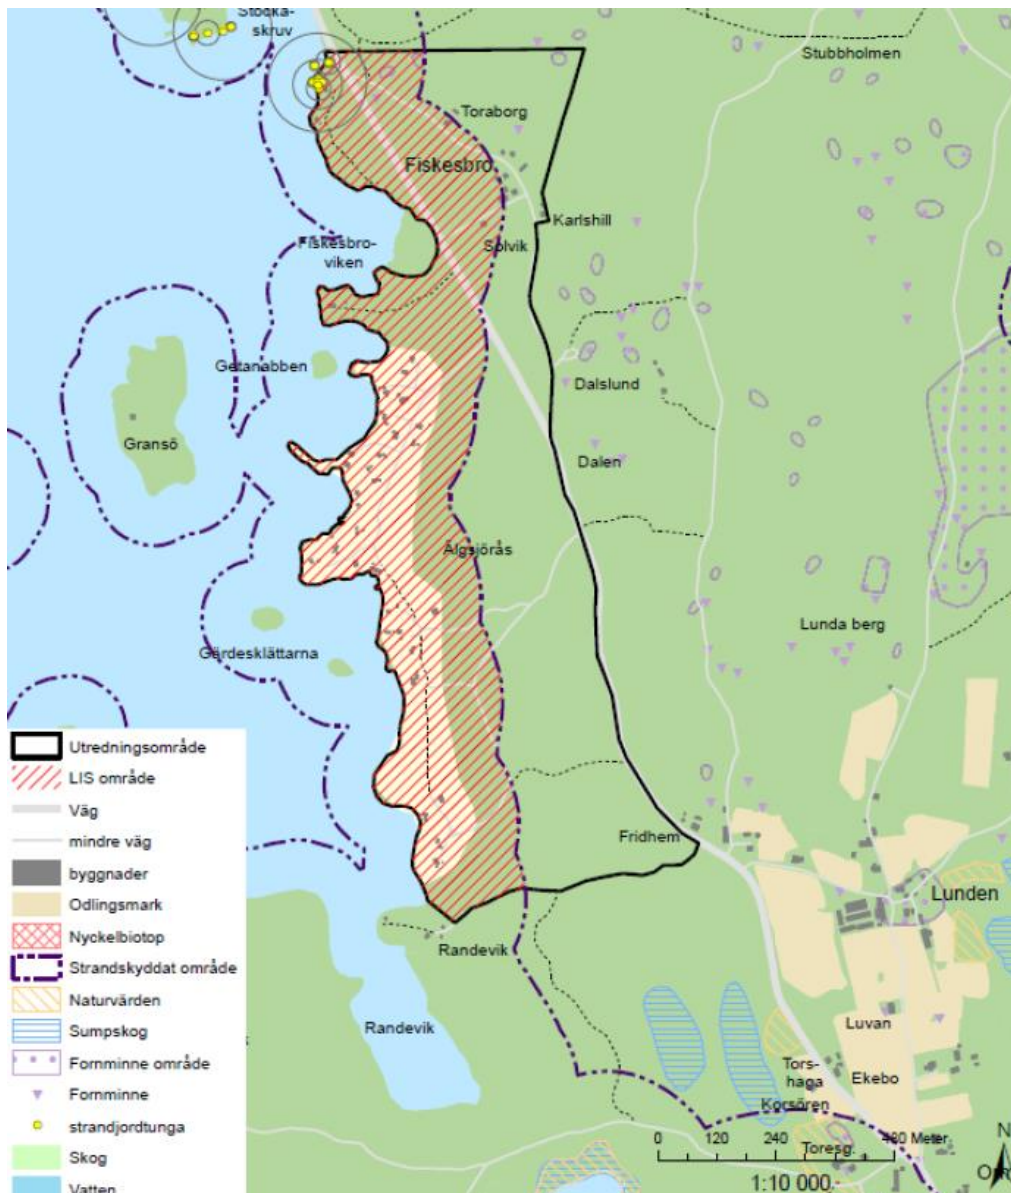 Stocka-
skruv
Stubbholmen
Toraborg
Fiskesbro
Karlshill
Solvik
Fiskesbro-
viken
Getanabben
Dalslund
Gransö
Dalen
Älgsjörås
Lunda berg
Gärdesklättarna
Fridhem
Lunden
Randevik
Randevik
Luvan
Tors-
haga
Ekebo
Korsören
Toresg.
Utredningsområde
LIS område
Väg
mindre väg
byggnader
Odlingsmark
Nyckelbiotop
Strandskyddat område
Naturvärden
Sumpskog
Fornminne område
Fornminne
strandjordtunga
Skog
Vatten
0 120 240 480 Meter
1:10 000
N